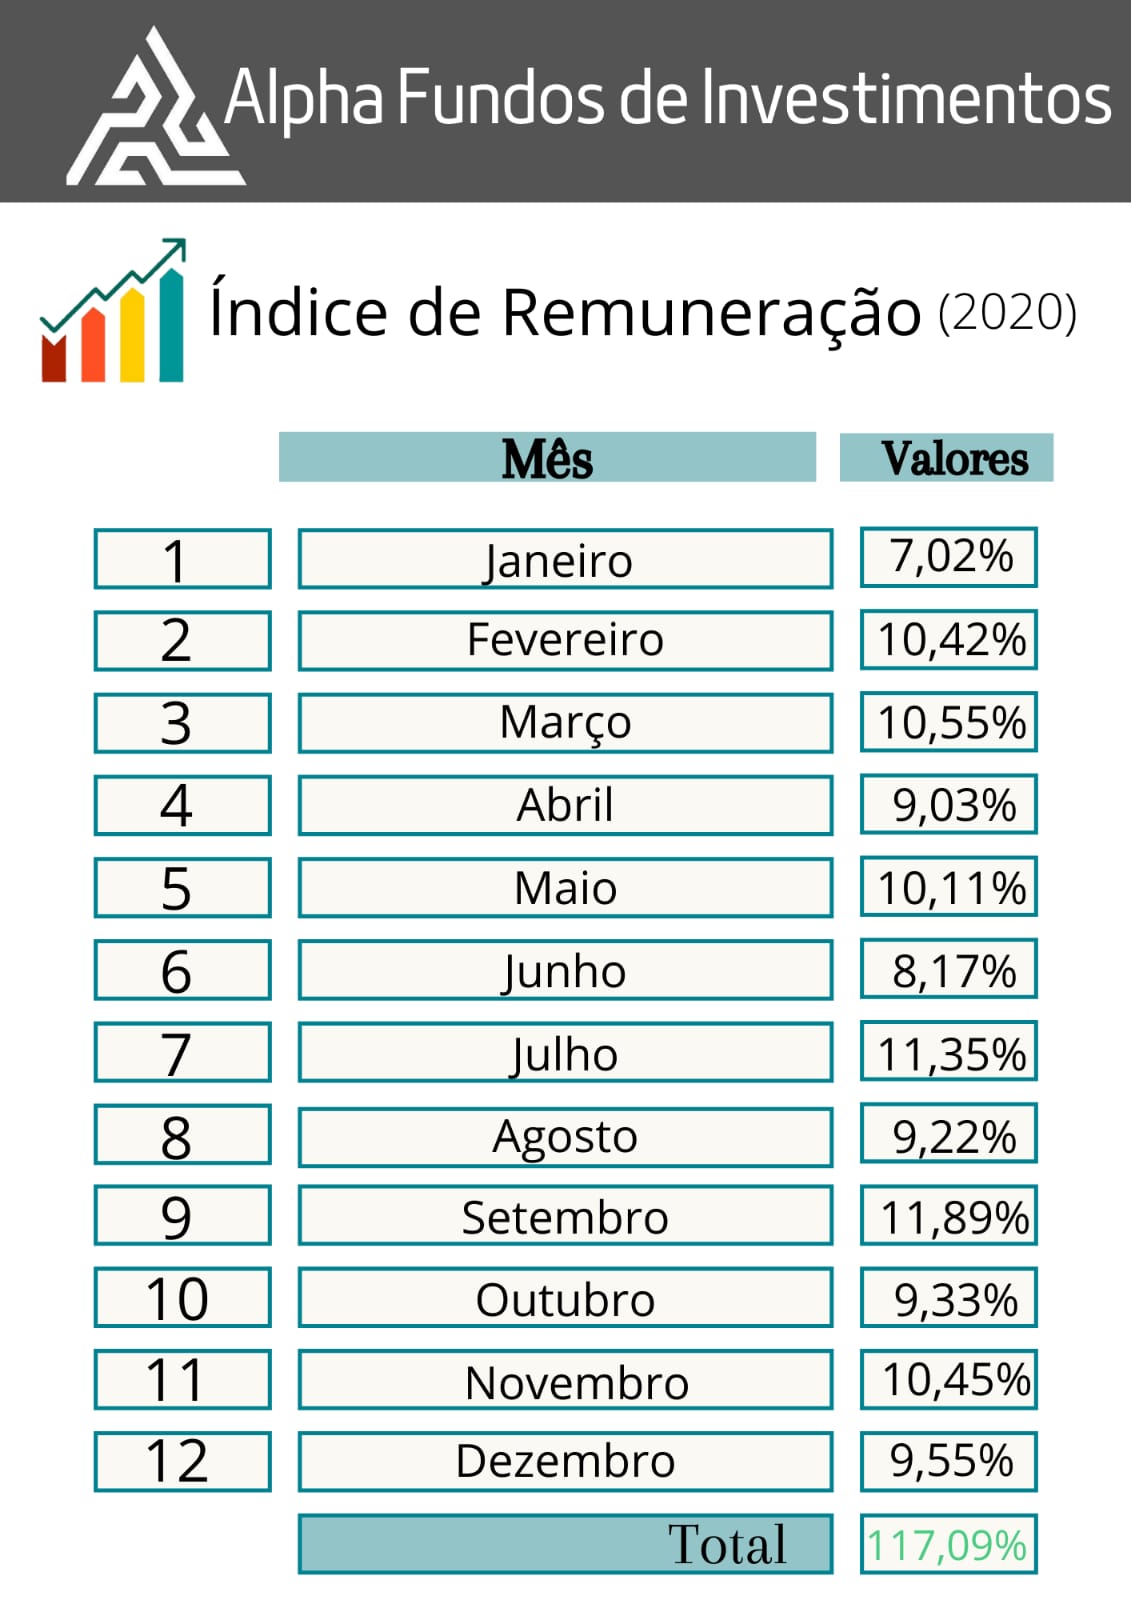 Alpha Fundos de Investimentos
Índice de Remuneração (2020)
Mês Valores
1 Janeiro 7,02%
2 Fevereiro 10,42%
3 Março 10,55%
4 Abril 9,03%
5 Maio 10,11%
6 Junho 8,17%
7 Julho 11,35%
8 Agosto 9,22%
9 Setembro 11,89%
10 Outubro 9,33%
11 Novembro 10,45%
12 Dezembro 9,55%
Total 117,09%